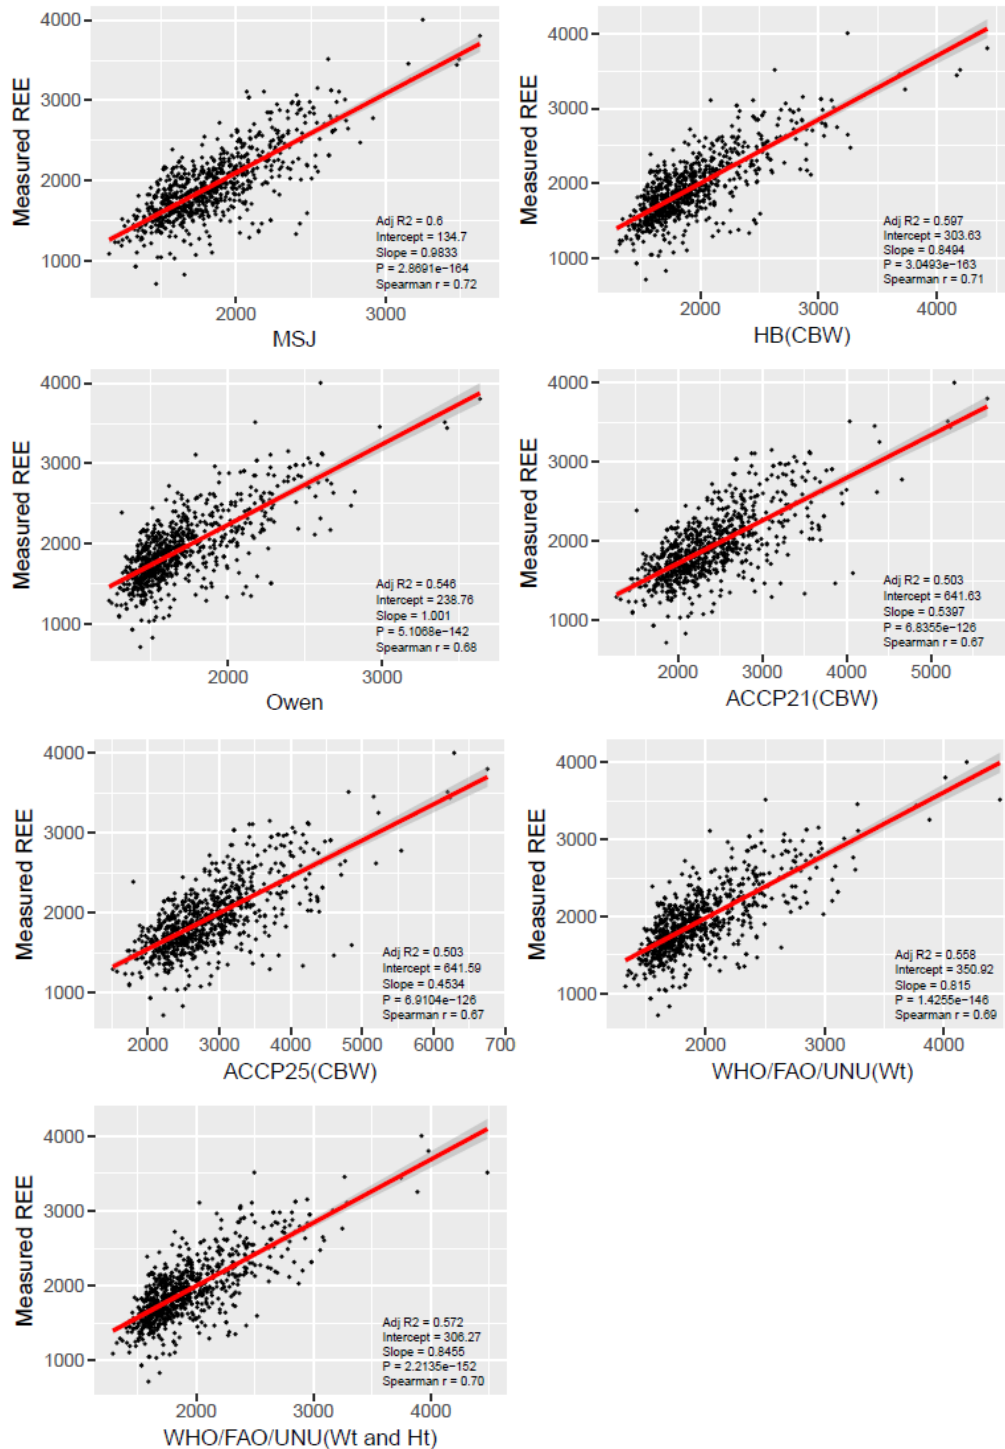 4000
3000
2000
1000
Measured REE
Adj R2 = 0.6
Intercept = 134.7
Slope = 0.9833
P = 2.8691e-164
Spearman r = 0.72
2000 3000
MSJ
4000
3000
2000
1000
Measured REE
Adj R2 = 0.597
Intercept = 303.63
Slope = 0.8494
P = 3.0493e-163
Spearman r = 0.71
2000 3000 4000
HB(CBW)
4000
3000
2000
1000
Measured REE
Adj R2 = 0.546
Intercept = 238.76
Slope = 1.001
P = 5.1068e-142
Spearman r = 0.68
2000 3000
Owen
4000
3000
2000
1000
Measured REE
Adj R2 = 0.503
Intercept = 641.63
Slope = 0.5397
P = 6.8355e-126
Spearman r = 0.67
2000 3000 4000 5000
ACCP21(CBW)
4000
3000
2000
1000
Measured REE
Adj R2 = 0.503
Intercept = 641.59
Slope = 0.4534
P = 6.9104e-126
Spearman r = 0.67
2000 3000 4000 5000 6000 700
ACCP25(CBW)
4000
3000
2000
1000
Measured REE
Adj R2 = 0.558
Intercept = 350.92
Slope = 0.815
P = 1.4255e-146
Spearman r = 0.69
2000 3000 4000
WHO/FAO/UNU(Wt)
4000
3000
2000
1000
Measured REE
Adj R2 = 0.572
Intercept = 306.27
Slope = 0.8455
P = 2.2135e-152
Spearman r = 0.70
2000 3000 4000
WHO/FAO/UNU(Wt and Ht)